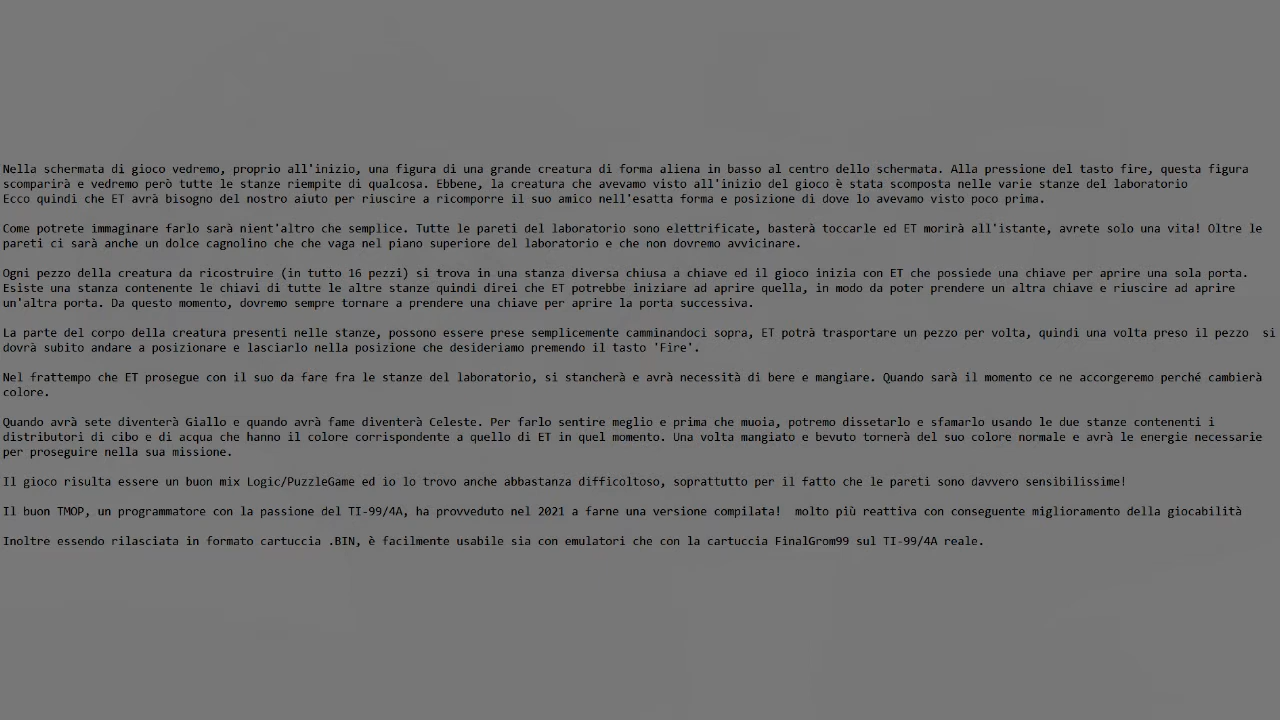 Nella schermata di gioco vedremo, proprio all'inizio, una figura di una grande creatura di forma aliena in basso al centro dello schermata. Alla pressione del tasto fire, questa figura
scomparirà e vedremo però tutte le stanze riempite di qualcosa. Ebbene, la creatura che avevamo visto all'inizio del gioco è stata scomposta nelle varie stanze del laboratorio
Ecco quindi che ET avrà bisogno del nostro aiuto per riuscire a ricomporre il suo amico nell'esatta forma e posizione di dove lo avevamo visto poco prima.
Come potrete immaginare farlo sarà nient'altro che semplice. Tutte le pareti del laboratorio sono elettrificate, basterà toccarle ed ET morirà all'istante, avrete solo una vita! Oltre le
pareti ci sarà anche un dolce cagnolino che che vaga nel piano superiore del laboratorio e che non dovremo avvicinare.
Ogni pezzo della creatura da ricostruire (in tutto 16 pezzi) si trova in una stanza diversa chiusa a chiave ed il gioco inizia con ET che possiede una chiave per aprire una sola porta.
Esiste una stanza contenente le chiavi di tutte le altre stanze quindi direi che ET potrebbe iniziare ad aprire quella, in modo da poter prendere un altra chiave e riuscire ad aprire
un'altra porta. Da questo momento, dovremo sempre tornare a prendere una chiave per aprire la porta successiva.
La parte del corpo della creatura presenti nelle stanze, possono essere prese semplicemente camminandoci sopra, ET potrà trasportare un pezzo per volta, quindi una volta preso il pezzo  si
dovrà subito andare a posizionare e lasciarlo nella posizione che desideriamo premendo il tasto 'Fire'.
Nel frattempo che ET prosegue con il suo da fare fra le stanze del laboratorio, si stancherà e avrà necessità di bere e mangiare. Quando sarà il momento ce ne accorgeremo perché cambierà
colore.
Quando avrà sete diventerà Giallo e quando avrà fame diventerà Celeste. Per farlo sentire meglio e prima che muoia, potremo dissetarlo e sfamarlo usando le due stanze contenenti i
distributori di cibo e di acqua che hanno il colore corrispondente a quello di ET in quel momento. Una volta mangiato e bevuto tornerà del suo colore normale e avrà le energie necessarie
per proseguire nella sua missione.
Il gioco risulta essere un buon mix Logic/PuzzleGame ed io lo trovo anche abbastanza difficoltoso, soprattutto per il fatto che le pareti sono davvero sensibilissime!
Il buon TMOP, un programmatore con la passione del TI-99/4A, ha provveduto nel 2021 a farne una versione compilata!  molto più reattiva con conseguente miglioramento della giocabilità
Inoltre essendo rilasciata in formato cartuccia .BIN, è facilmente usabile sia con emulatori che con la cartuccia FinalGrom99 sul TI-99/4A reale.